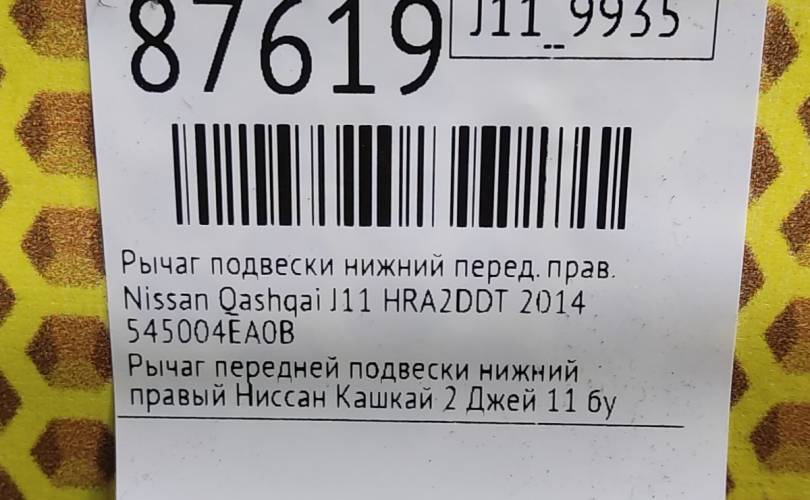 87619
J11_9935
Рычаг подвески нижний перед. прав.
Nissan Qashqai J11 HRA2DDT 2014
545004EA0B
Рычаг передней подвески нижний
правый Ниссан Кашкай 2 Джей 11 бу